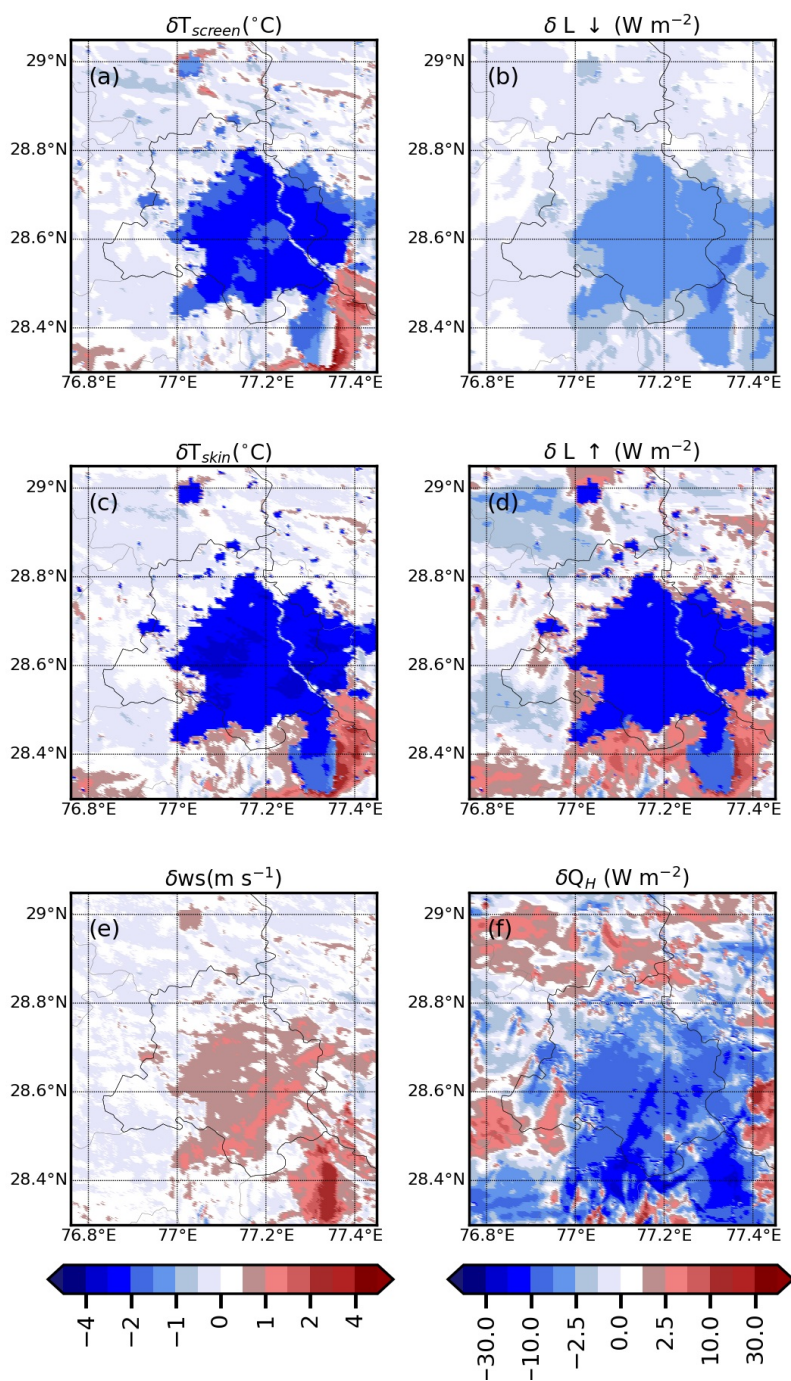 δT_screen(°C) δ L ↓ (W m⁻²)
29°N (a) 29°N (b)
28.8°N 28.8°N
28.6°N 28.6°N
28.4°N 28.4°N
76.8°E 77°E 77.2°E 77.4°E 76.8°E 77°E 77.2°E 77.4°E
δT_skin(°C) δ L ↑ (W m⁻²)
29°N (c) 29°N (d)
28.8°N 28.8°N
28.6°N 28.6°N
28.4°N 28.4°N
76.8°E 77°E 77.2°E 77.4°E 76.8°E 77°E 77.2°E 77.4°E
δws(m s⁻¹) δQ_H (W m⁻²)
29°N (e) 29°N (f)
28.8°N 28.8°N
28.6°N 28.6°N
28.4°N 28.4°N
76.8°E 77°E 77.2°E 77.4°E 76.8°E 77°E 77.2°E 77.4°E
−4 −2 −1 0 1 2 4 −30.0 −10.0 −2.5 0.0 2.5 10.0 30.0